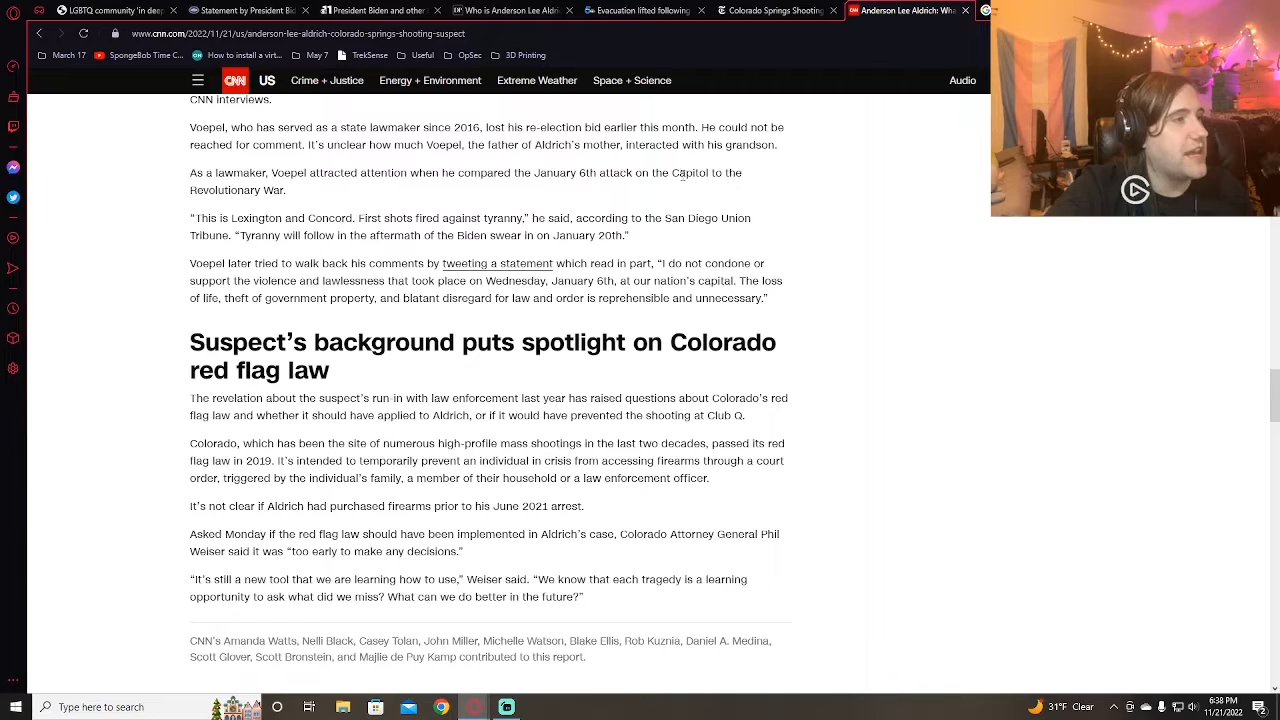 LGBTQ community 'in deep
Statement by President Bid
President Biden and other
Who is Anderson Lee Aldri
Evacuation lifted following
Colorado Springs Shooting
Anderson Lee Aldrich: Wha
www.cnn.com/2022/11/21/us/anderson-lee-aldrich-colorado-springs-shooting-suspect
March 17 SpongeBob Time C... How to install a virt... May 7 TrekSense Useful OpSec 3D Printing
CNN US Crime + Justice Energy + Environment Extreme Weather Space + Science Audio
CNN interviews.
Voepel, who has served as a state lawmaker since 2016, lost his re-election bid earlier this month. He could not be
reached for comment. It's unclear how much Voepel, the father of Aldrich's mother, interacted with his grandson.
As a lawmaker, Voepel attracted attention when he compared the January 6th attack on the Capitol to the
Revolutionary War.
“This is Lexington and Concord. First shots fired against tyranny,” he said, according to the San Diego Union
Tribune. “Tyranny will follow in the aftermath of the Biden swear in on January 20th.”
Voepel later tried to walk back his comments by tweeting a statement which read in part, “I do not condone or
support the violence and lawlessness that took place on Wednesday, January 6th, at our nation's capital. The loss
of life, theft of government property, and blatant disregard for law and order is reprehensible and unnecessary.”
Suspect's background puts spotlight on Colorado
red flag law
The revelation about the suspect's run-in with law enforcement last year has raised questions about Colorado's red
flag law and whether it should have applied to Aldrich, or if it would have prevented the shooting at Club Q.
Colorado, which has been the site of numerous high-profile mass shootings in the last two decades, passed its red
flag law in 2019. It's intended to temporarily prevent an individual in crisis from accessing firearms through a court
order, triggered by the individual's family, a member of their household or a law enforcement officer.
It's not clear if Aldrich had purchased firearms prior to his June 2021 arrest.
Asked Monday if the red flag law should have been implemented in Aldrich's case, Colorado Attorney General Phil
Weiser said it was “too early to make any decisions.”
“It's still a new tool that we are learning how to use,” Weiser said. “We know that each tragedy is a learning
opportunity to ask what did we miss? What can we do better in the future?”
CNN's Amanda Watts, Nelli Black, Casey Tolan, John Miller, Michelle Watson, Blake Ellis, Rob Kuznia, Daniel A. Medina,
Scott Glover, Scott Bronstein, and Majlie de Puy Kamp contributed to this report.
Type here to search
31°F Clear
6:38 PM
11/21/2022
2